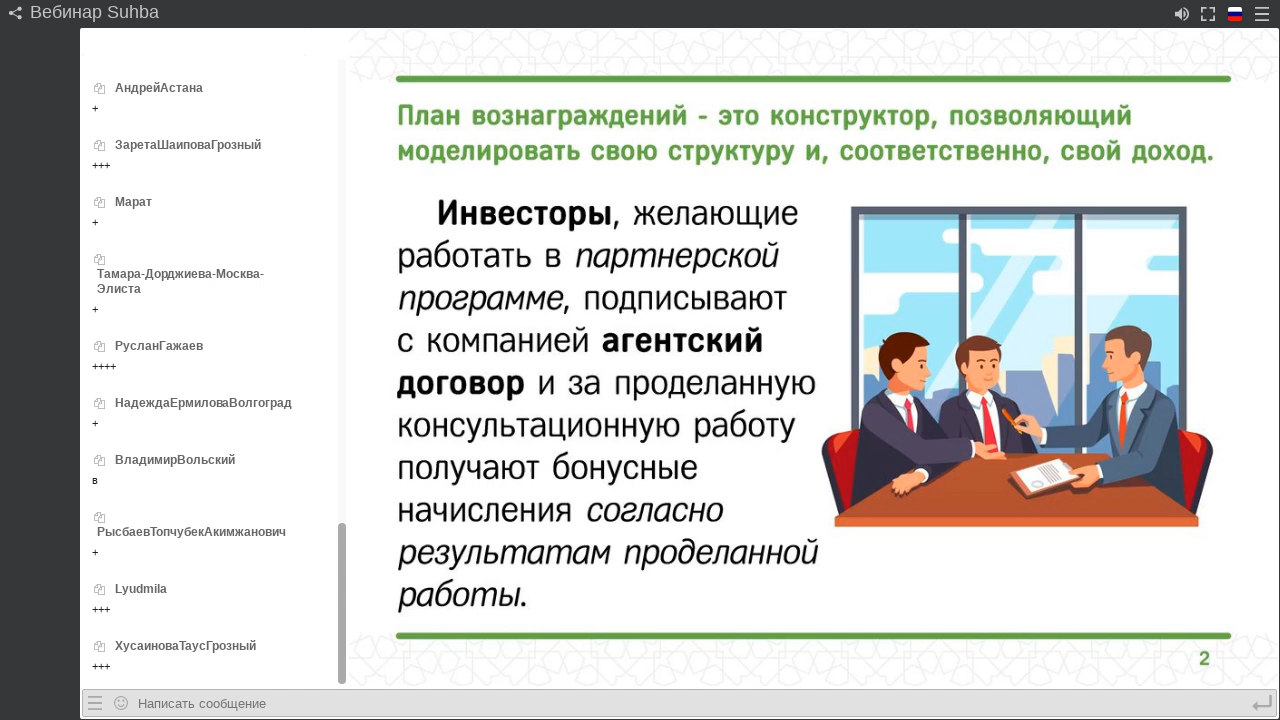 Вебинар Suhba
АндрейАстана
+
ЗаретаШаиповаГрозный
+++
Марат
+
Тамара-Дорджиева-Москва-
Элиста
+
РусланГажаев
++++
НадеждаЕрмиловаВолгоград
+
ВладимирВольский
в
РысбаевТопчубекАкимжанович
+
Lyudmila
+++
ХусаиноваТаусГрозный
+++
Написать сообщение
План вознаграждений - это конструктор, позволяющий
моделировать свою структуру и, соответственно, свой доход.
Инвесторы, желающие
работать в партнерской
программе, подписывают
с компанией агентский
договор и за проделанную
консультационную работу
получают бонусные
начисления согласно
результатам проделанной
работы.
2